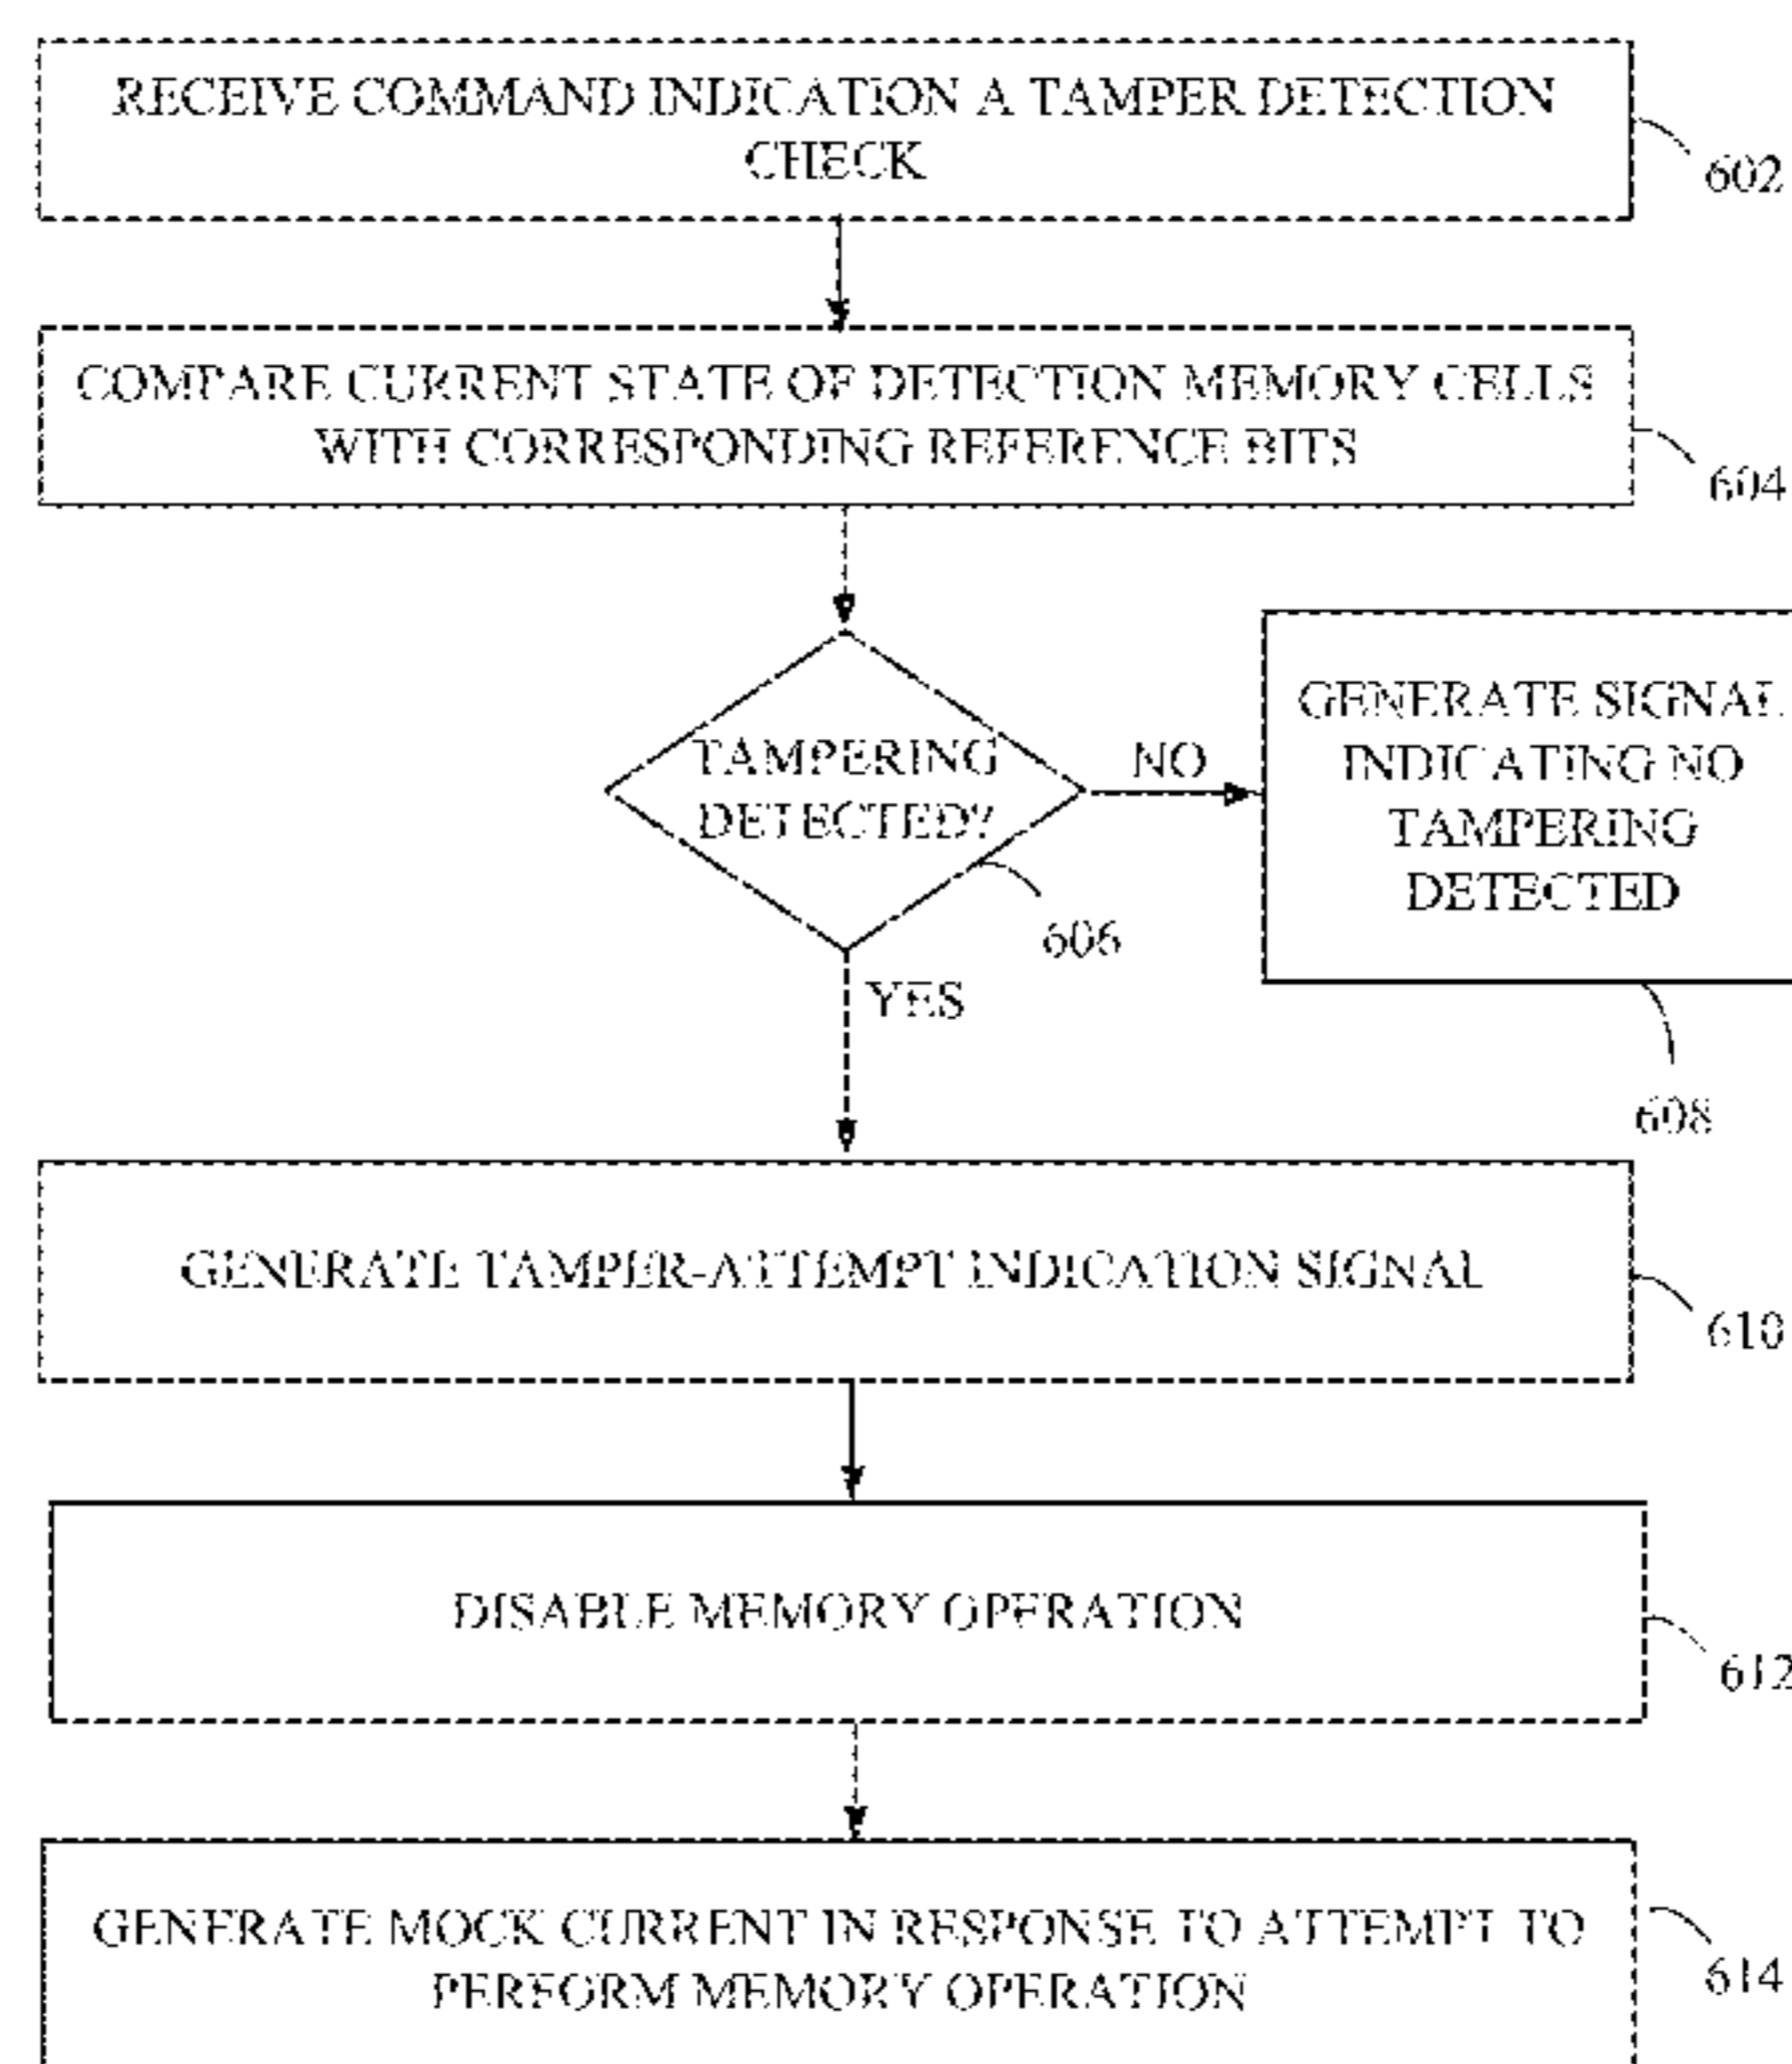 RECEIVE COMMAND INDICATION A TAMPER DETECTION
CHECK
602
COMPARE CURRENT STATE OF DETECTION MEMORY CELLS
WITH CORRESPONDING REFERENCE BITS
604
TAMPERING
DETECTED?
606
NO
GENERATE SIGNAL
INDICATING NO
TAMPERING
DETECTED
608
YES
GENERATE TAMPER-ATTEMPT INDICATION SIGNAL
610
DISABLE MEMORY OPERATION
612
GENERATE MOCK CURRENT IN RESPONSE TO ATTEMPT TO
PERFORM MEMORY OPERATION
614